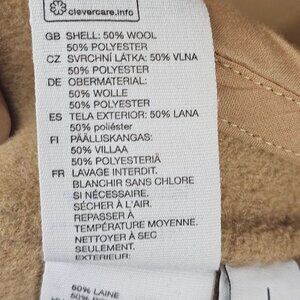 clevercare.info
GB SHELL: 50% WOOL
50% POLYESTER
CZ SVRCHNÍ LÁTKA: 50% VLNA
50% POLYESTER
DE OBERMATERIAL:
50% WOLLE
50% POLYESTER
ES TELA EXTERIOR: 50% LANA
50% poliéster
FI PÄÄLLISKANGAS:
50% VILLAA
50% POLYESTERIÄ
FR LAVAGE INTERDIT.
BLANCHIR SANS CHLORE
SI NÉCESSAIRE.
SÉCHER À L'AIR.
REPASSER À
TEMPÉRATURE MOYENNE.
NETTOYER À SEC
SEULEMENT.
EXTERIEUR:
50% LAINE